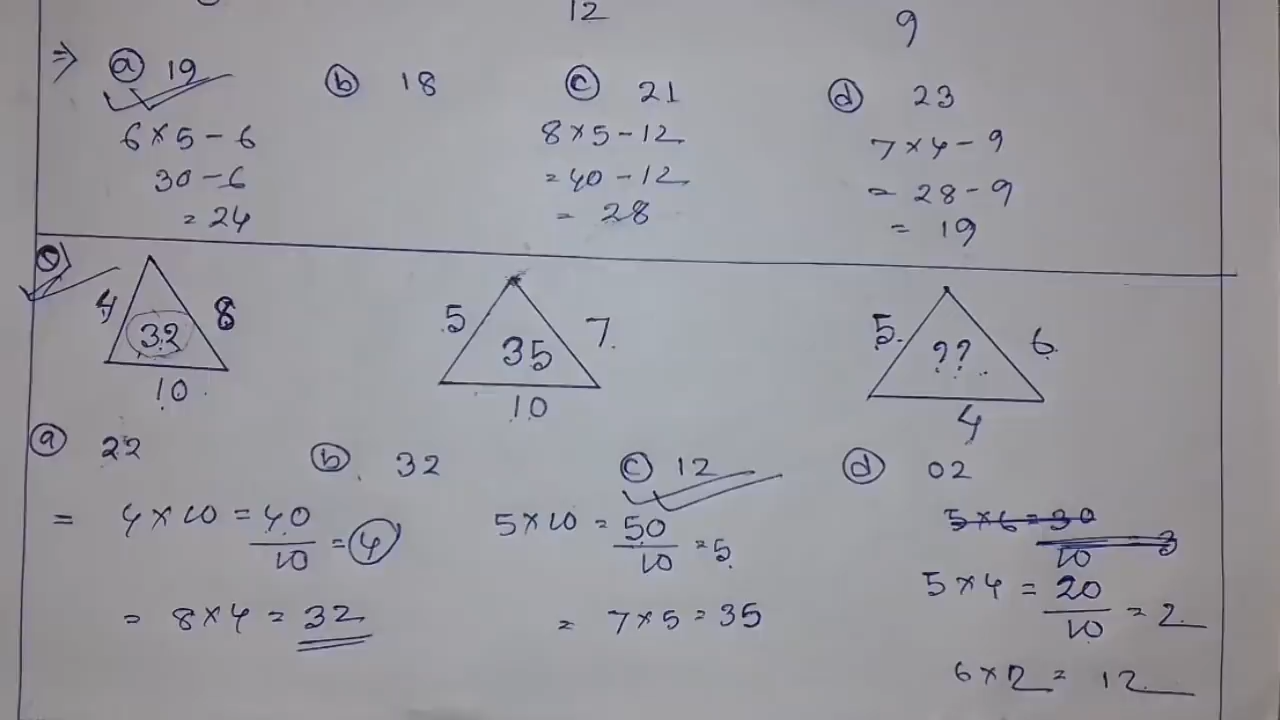 12 9
⇒ (a) 19 (b) 18 (c) 21 (d) 23
6 × 5 - 6 8 × 5 - 12 7 × 4 - 9
30 - 6 = 40 - 12 = 28 - 9
= 24 = 28 = 19
Q) 4 8 5 7 5 6
32 35 ??
10 10 4
(a) 22 (b) 32 (c) 12 (d) 02
= 4 × 10 = 40/10 = 4 5 × 10 = 50/10 = 5 5 × 6 = 30/10 = 3
5 × 4 = 20/10 = 2
= 8 × 4 = 32 = 7 × 5 = 35
6 × 2 = 12